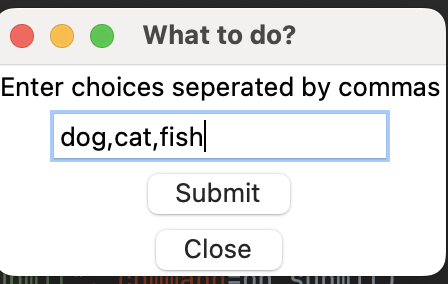 What to do?
Enter choices seperated by commas
dog,cat,fish
Submit
Close